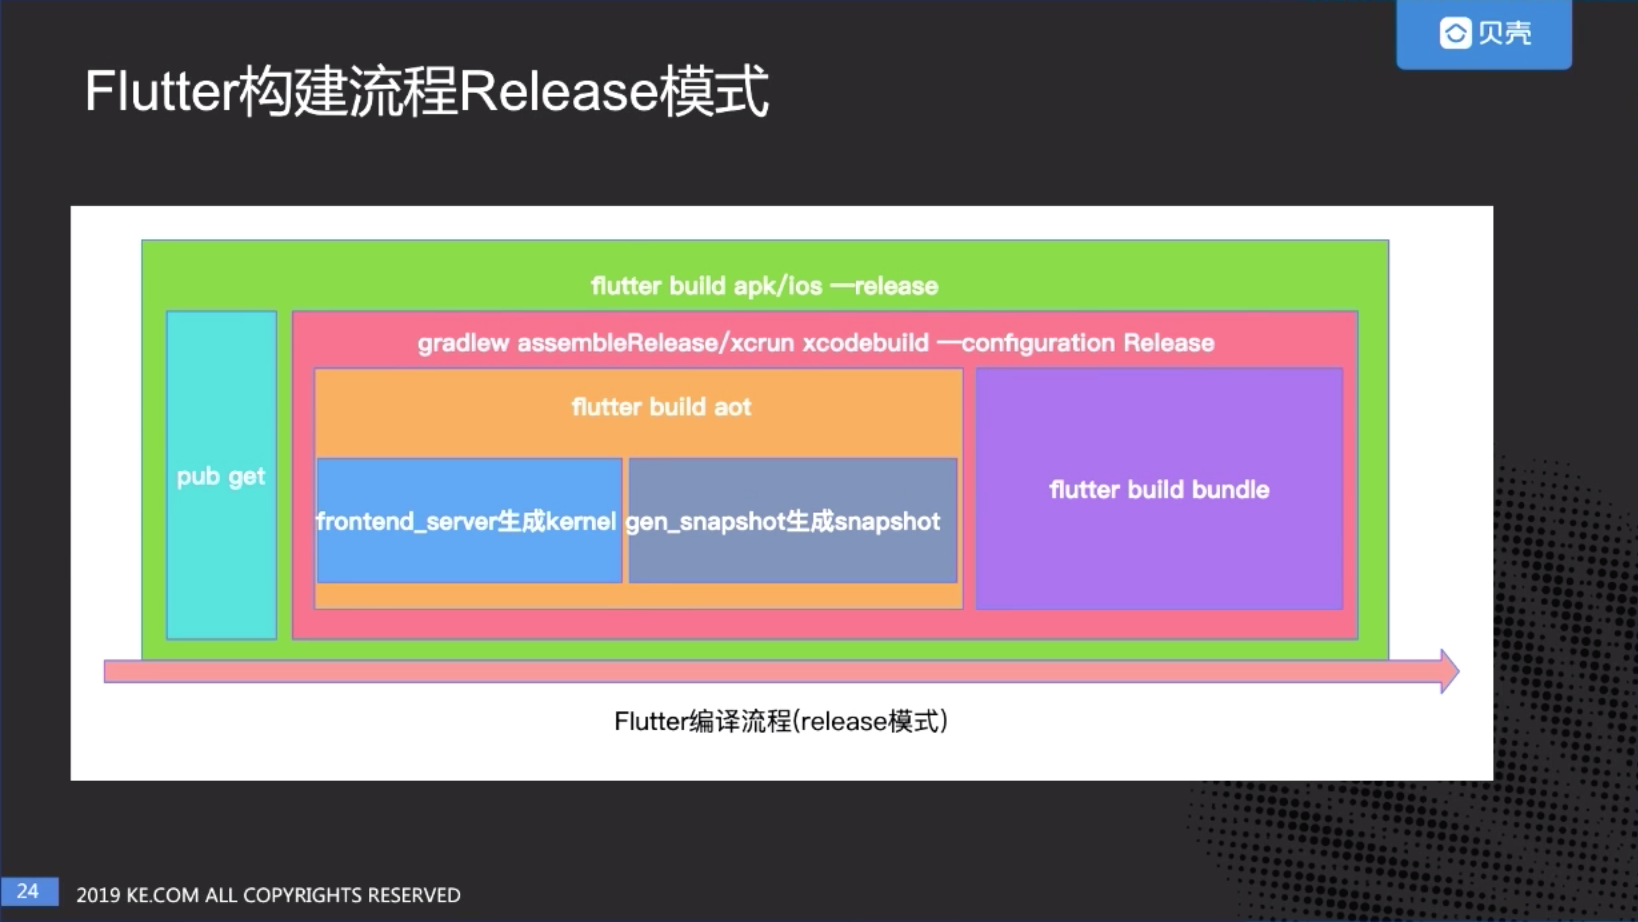 贝壳
Flutter构建流程Release模式
flutter build apk/ios —release
gradlew assembleRelease/xcrun xcodebuild —configuration Release
flutter build aot
pub get
flutter build bundle
frontend_server生成kernel
gen_snapshot生成snapshot
Flutter编译流程(release模式)
24
2019 KE.COM ALL COPYRIGHTS RESERVED